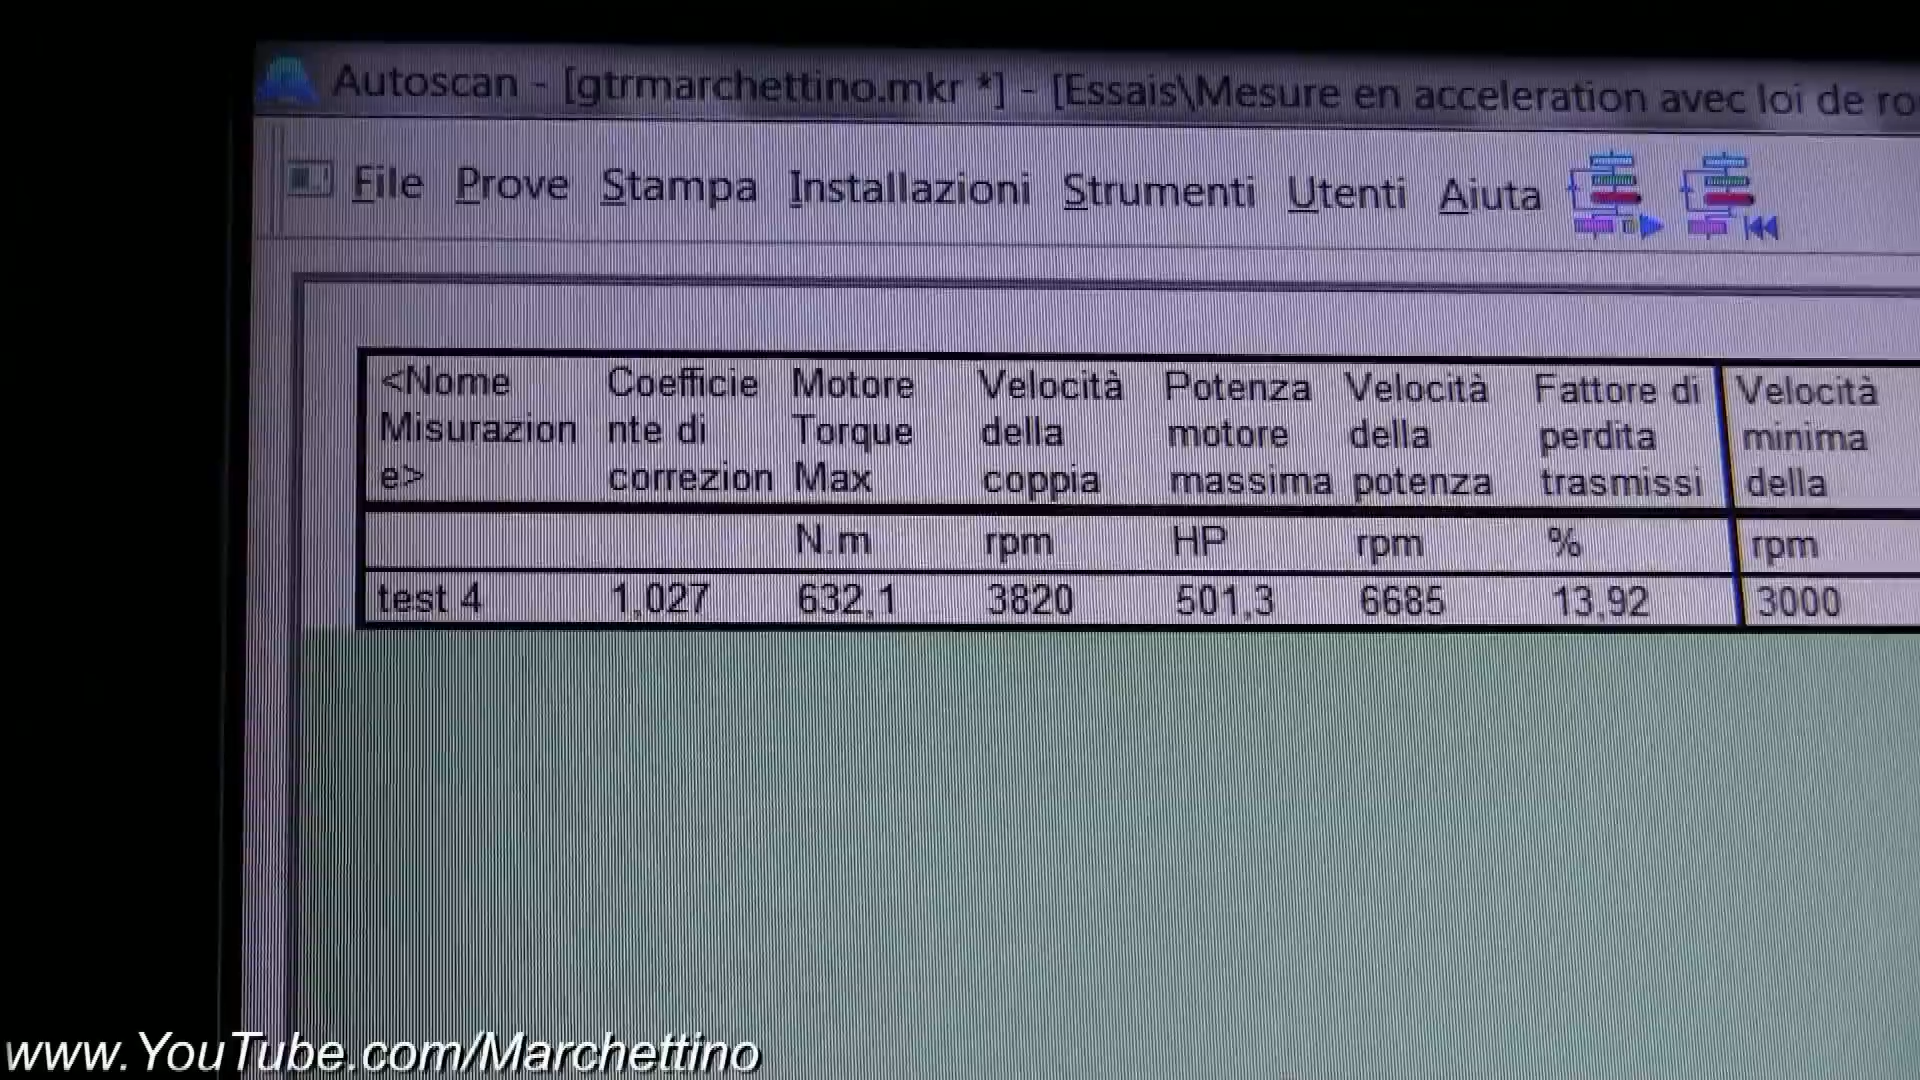 Autoscan - [gtrmarchettino.mkr *] - [Essais\Mesure en acceleration avec loi de ro
File Prove Stampa Installazioni Strumenti Utenti Aiuta
<Nome Coefficie Motore Velocità Potenza Velocità Fattore di Velocità
Misurazion nte di Torque della motore della perdita minima
e> correzion Max coppia massima potenza trasmissi della
N.m rpm HP rpm % rpm
test 4 1,027 632,1 3820 501,3 6685 13,92 3000
www.YouTube.com/Marchettino